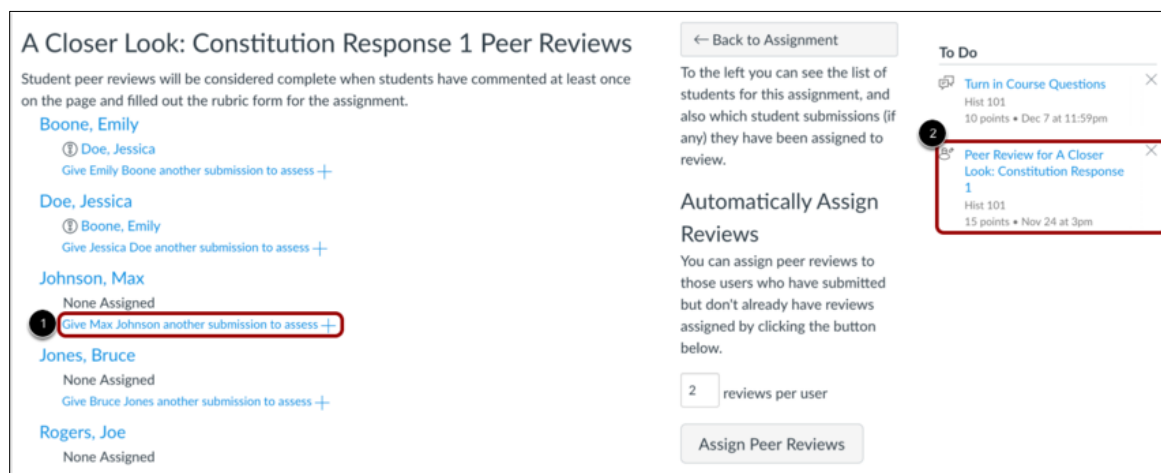 A Closer Look: Constitution Response 1 Peer Reviews
Student peer reviews will be considered complete when students have commented at least once
on the page and filled out the rubric form for the assignment.
Boone, Emily
Doe, Jessica
Give Emily Boone another submission to assess
Doe, Jessica
Boone, Emily
Give Jessica Doe another submission to assess
Johnson, Max
None Assigned
1
Give Max Johnson another submission to assess
Jones, Bruce
None Assigned
Give Bruce Jones another submission to assess
Rogers, Joe
None Assigned
← Back to Assignment
To the left you can see the list of
students for this assignment, and
also which student submissions (if
any) they have been assigned to
review.
Automatically Assign
Reviews
You can assign peer reviews to
those users who have submitted
but don't already have reviews
assigned by clicking the button
below.
2 reviews per user
Assign Peer Reviews
To Do
Turn in Course Questions
Hist 101
10 points • Dec 7 at 11:59pm
2
Peer Review for A Closer
Look: Constitution Response
1
Hist 101
15 points • Nov 24 at 3pm